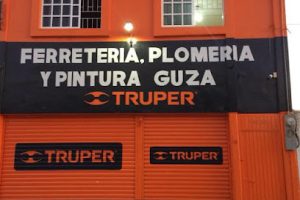 FERRETERIA, PLOMERIA
Y PINTURA GUZA
TRUPER
TRUPER
TRUPER